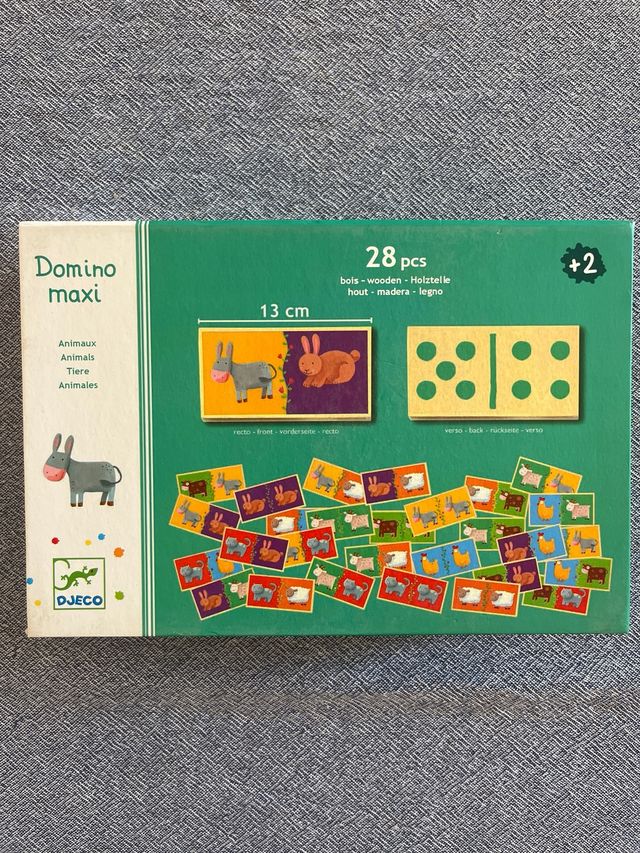 Domino
maxi
Animaux
Animals
Tiere
Animales
DJECO
28 pcs
bois - wooden - Holzteile
hout - madera - legno
+2
13 cm
recto - front - vorderseite - recto
verso - back - rückseite - verso